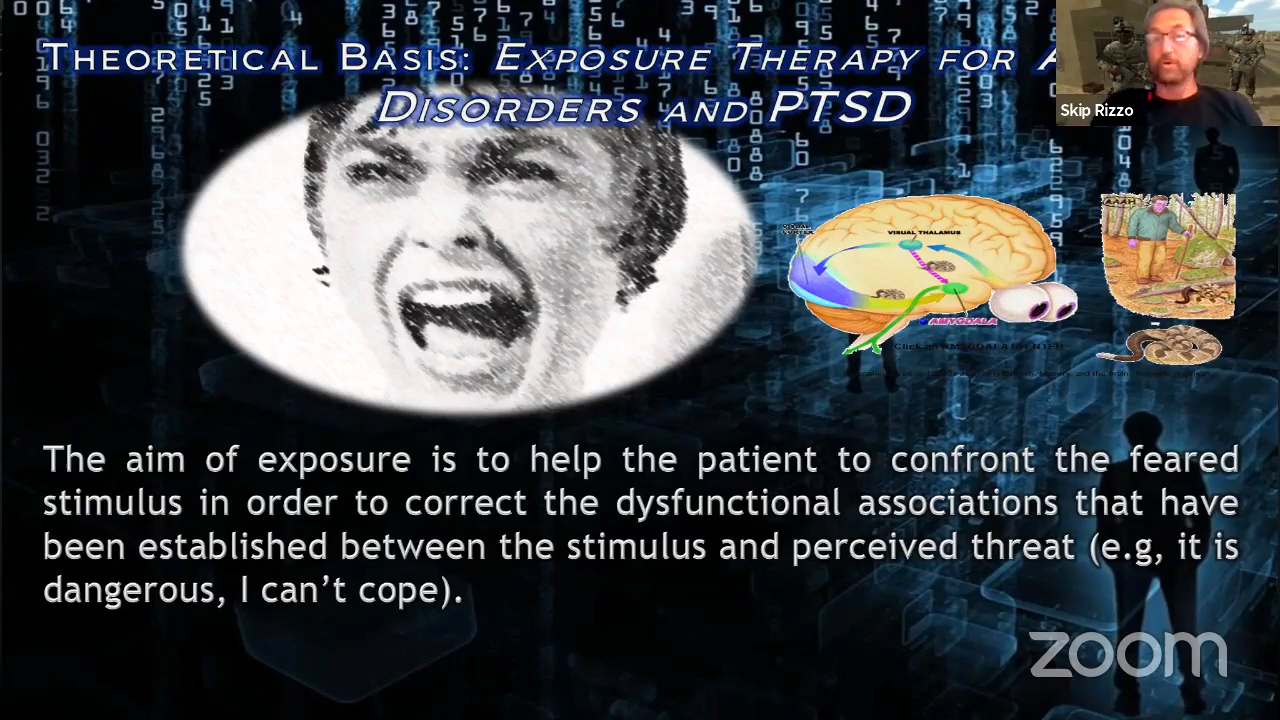 THEORETICAL BASIS: EXPOSURE THERAPY FOR A
DISORDERS AND PTSD
Skip Rizzo
AAAH
VISUAL THALAMUS
AMYGDALA
The aim of exposure is to help the patient to confront the feared
stimulus in order to correct the dysfunctional associations that have
been established between the stimulus and perceived threat (e.g, it is
dangerous, I can’t cope).
zoom